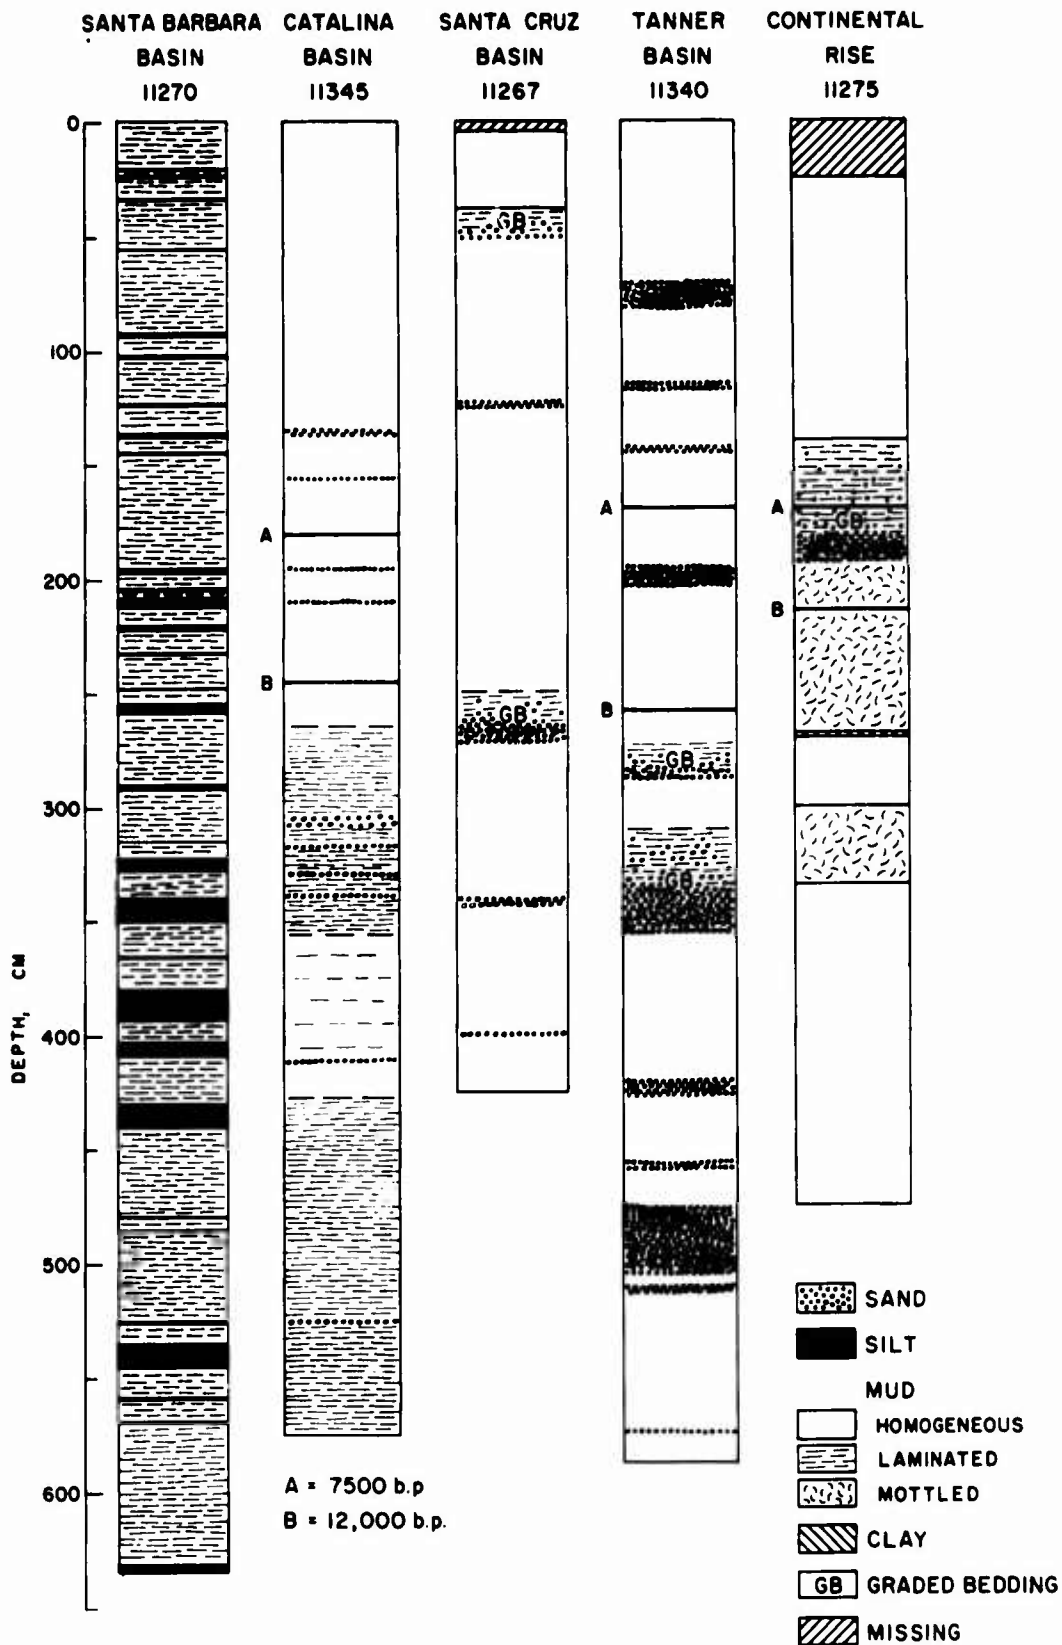 SANTA BARBARA BASIN 11270
CATALINA BASIN 11345
SANTA CRUZ BASIN 11267
TANNER BASIN 11340
CONTINENTAL RISE 11275
DEPTH, CM
0
100
200
300
400
500
600
A
B
GB
GB
A
B
GB
GB
A
GB
B
A = 7500 b.p
B = 12,000 b.p.
SAND
SILT
MUD
HOMOGENEOUS
LAMINATED
MOTTLED
CLAY
GB GRADED BEDDING
MISSING